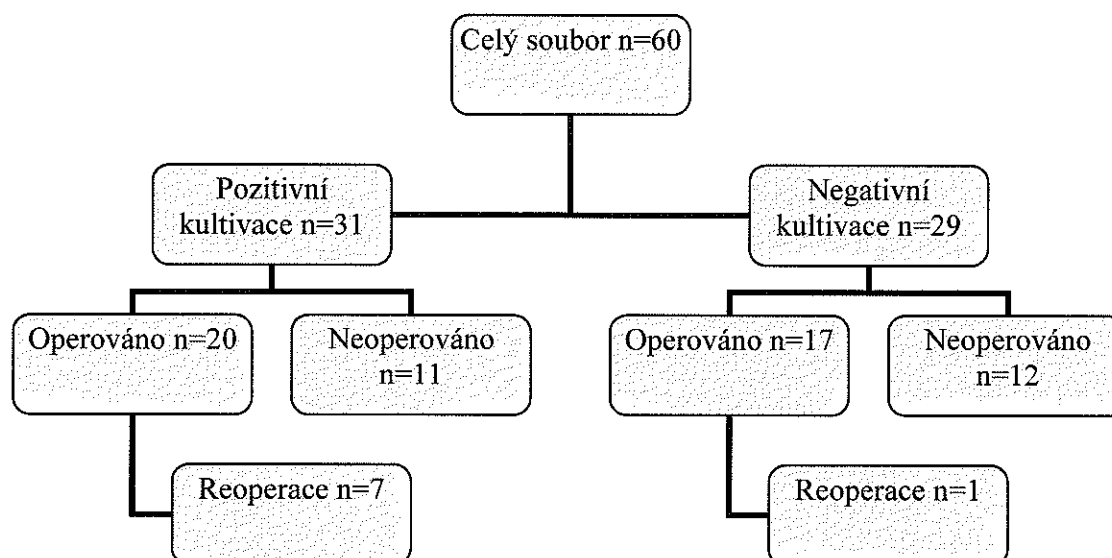 Celý soubor n=60
Pozitivní
kultivace n=31
Negativní
kultivace n=29
Operováno n=20
Neoperováno
n=11
Operováno n=17
Neoperováno
n=12
Reoperace n=7
Reoperace n=1